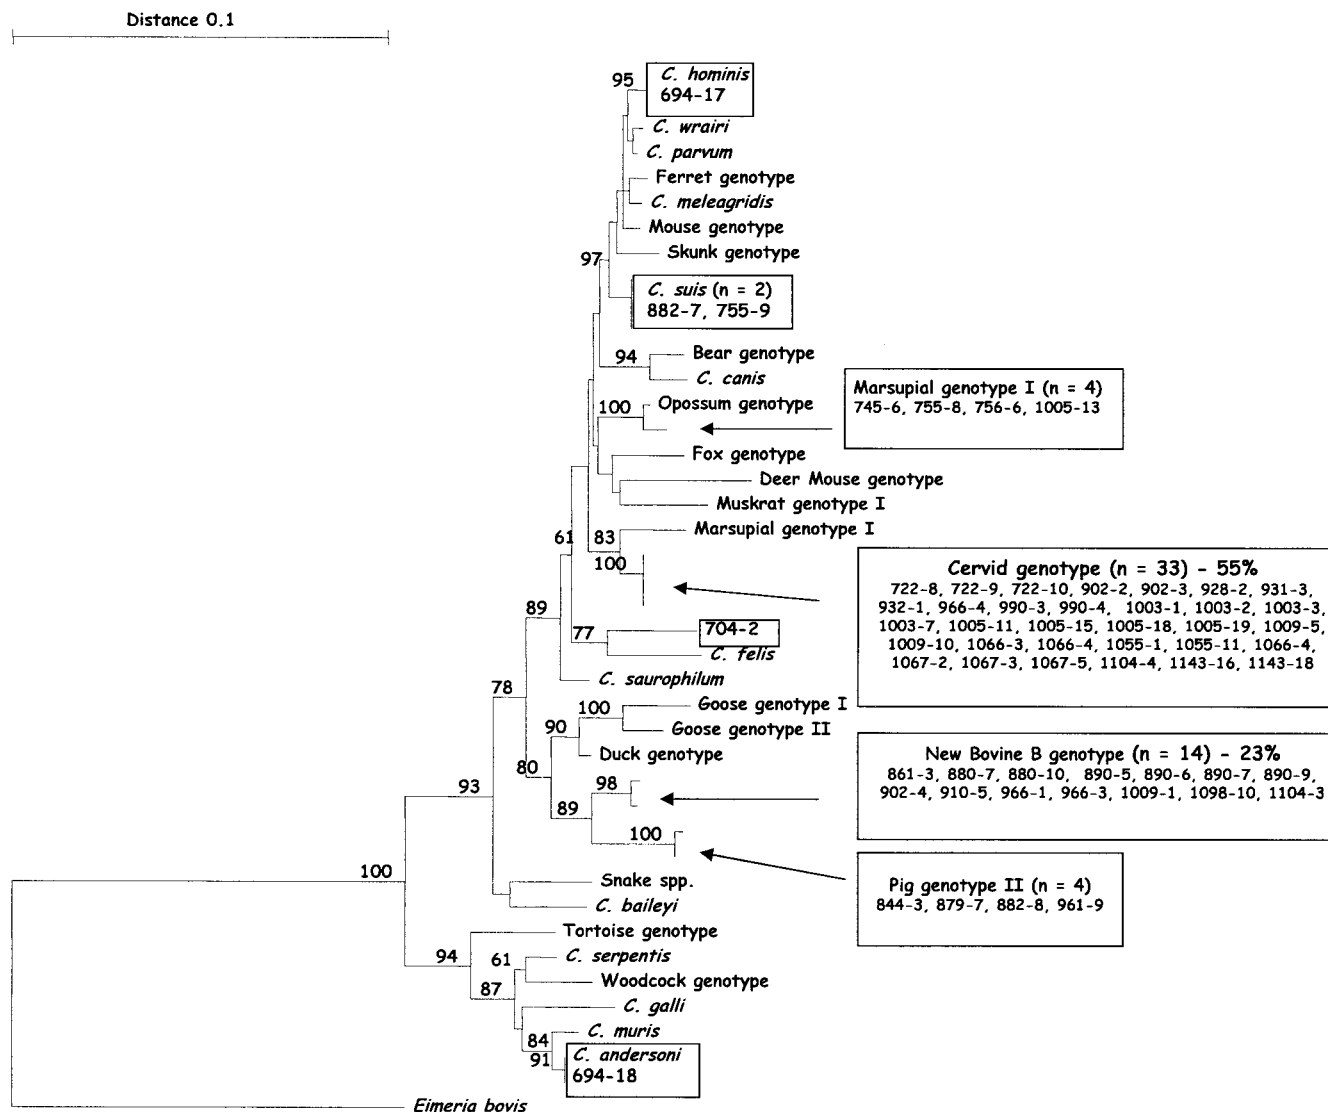 Distance 0.1
95
C. hominis
694-17
C. wrairi
C. parvum
Ferret genotype
C. meleagridis
Mouse genotype
Skunk genotype
97
C. suis (n = 2)
882-7, 755-9
Bear genotype
94
C. canis
Marsupial genotype I (n = 4)
745-6, 755-8, 756-6, 1005-13
Opossum genotype
100
Fox genotype
Deer Mouse genotype
Muskrat genotype I
Marsupial genotype I
61
83
100
Cervid genotype (n = 33) - 55%
722-8, 722-9, 722-10, 902-2, 902-3, 928-2, 931-3,
932-1, 966-4, 990-3, 990-4, 1003-1, 1003-2, 1003-3,
1003-7, 1005-11, 1005-15, 1005-18, 1005-19, 1009-5,
1009-10, 1066-3, 1066-4, 1055-1, 1055-11, 1066-4,
1067-2, 1067-3, 1067-5, 1104-4, 1143-16, 1143-18
89
77
704-2
C. felis
C. saurophilum
78
Goose genotype I
100
Goose genotype II
90
Duck genotype
80
New Bovine B genotype (n = 14) - 23%
861-3, 880-7, 880-10, 890-5, 890-6, 890-7, 890-9,
902-4, 910-5, 966-1, 966-3, 1009-1, 1098-10, 1104-3
93
98
89
100
Pig genotype II (n = 4)
844-3, 879-7, 882-8, 961-9
100
Snake spp.
C. baileyi
Tortoise genotype
94
61
C. serpentis
Woodcock genotype
87
C. galli
C. muris
84
91
C. andersoni
694-18
Eimeria bovis